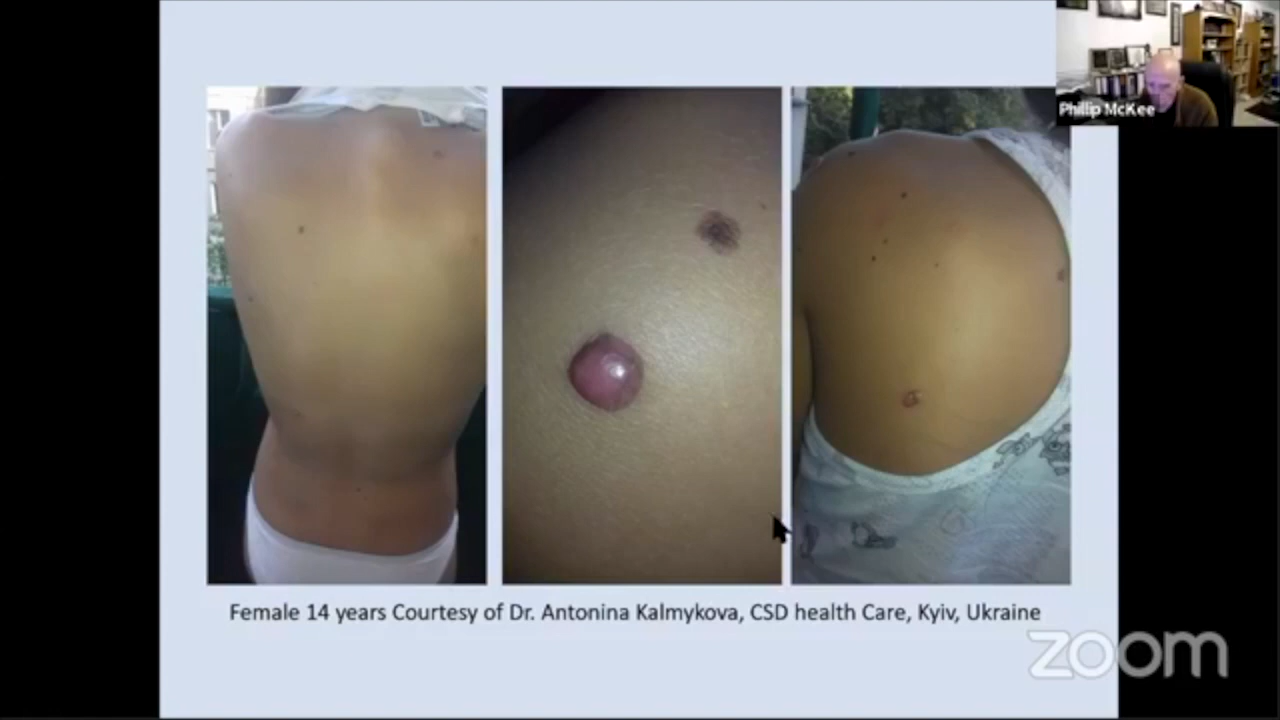 Phillip McKee
Female 14 years Courtesy of Dr. Antonina Kalmykova, CSD health Care, Kyiv, Ukraine
zoom